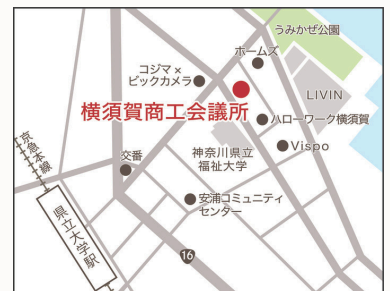 うみかぜ公園
ホームズ
コジマ×
ビックカメラ
LIVIN
横須賀商工会議所
ハローワーク横須賀
京急本線
交番
神奈川県立
福祉大学
Vispo
県立大学駅
安浦コミュニティ
センター
16